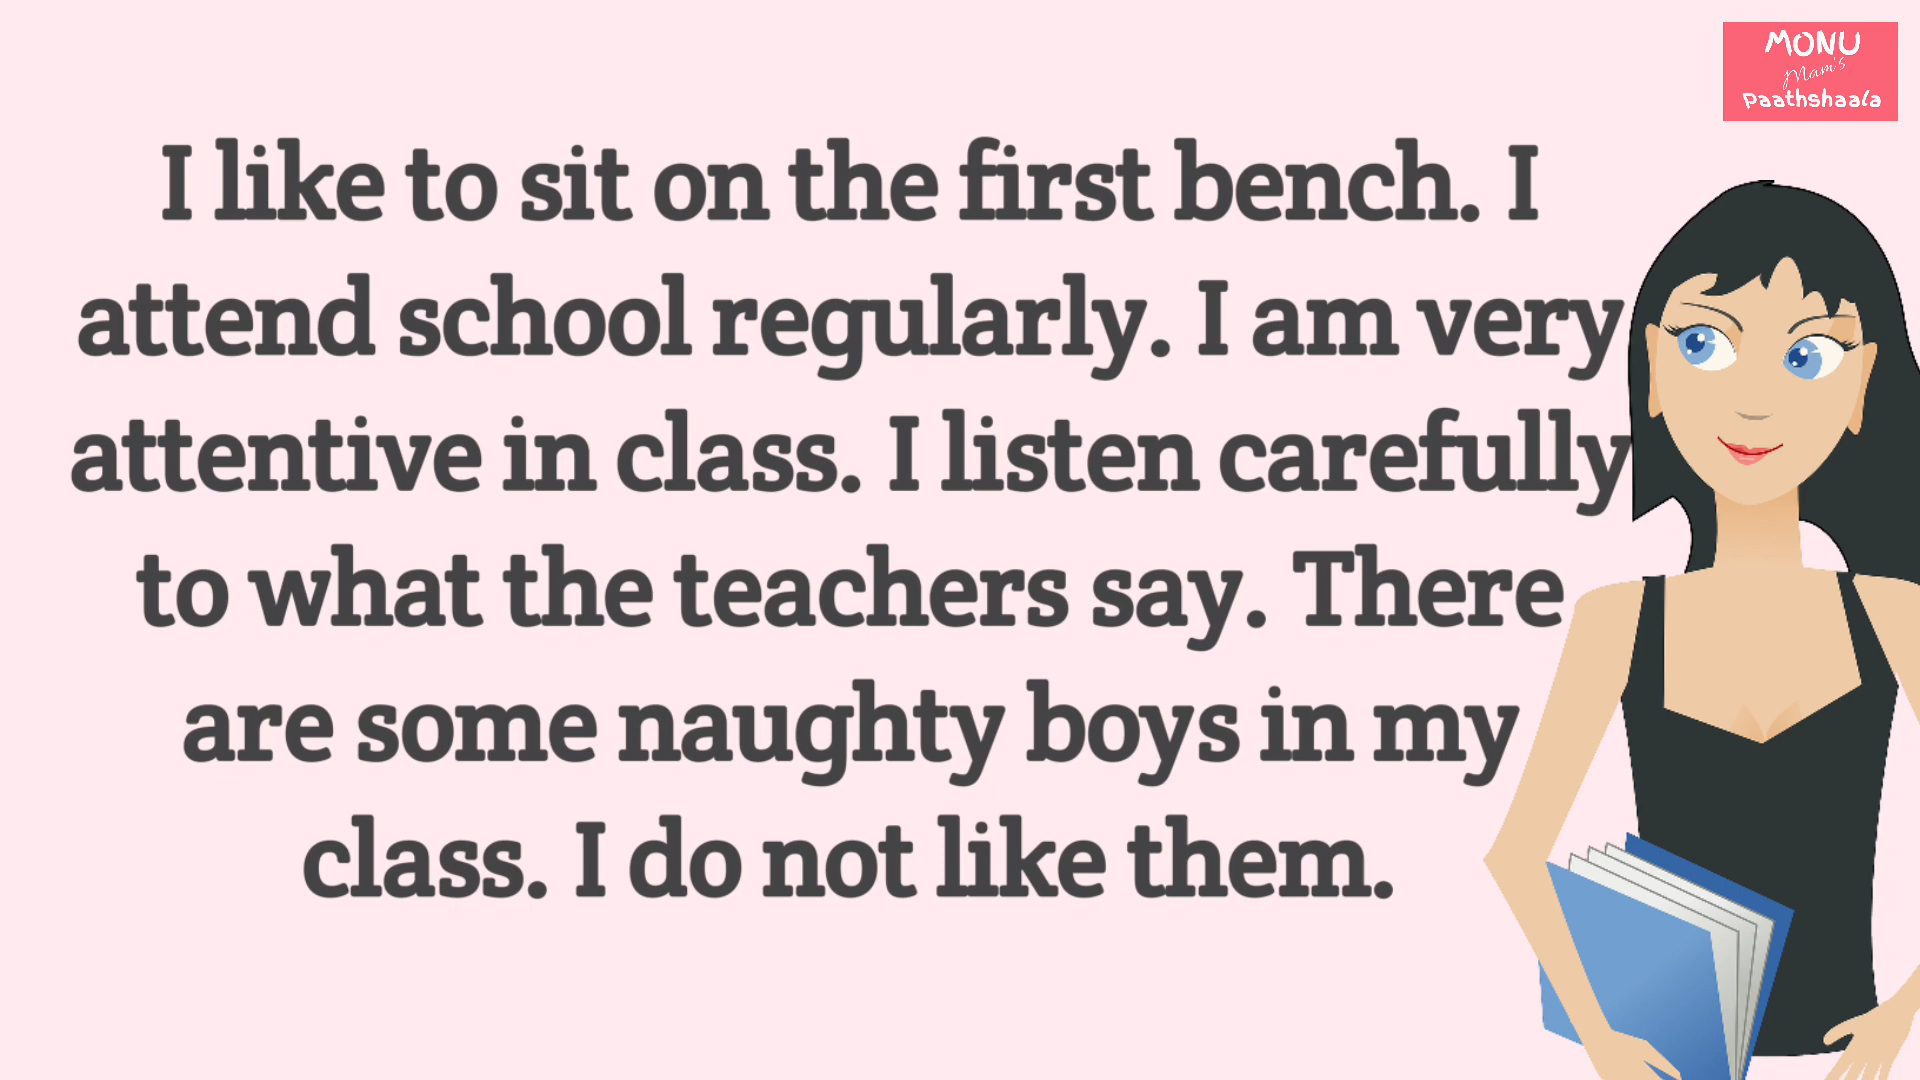 MONU
Mam's
Paathshaala
I like to sit on the first bench. I
attend school regularly. I am very
attentive in class. I listen carefully
to what the teachers say. There
are some naughty boys in my
class. I do not like them.